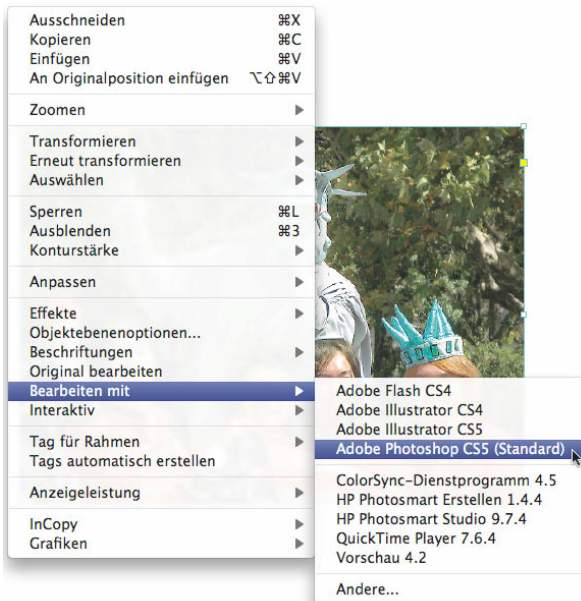 Ausschneiden ⌘X
Kopieren ⌘C
Einfügen ⌘V
An Originalposition einfügen ⌥⇧⌘V
Zoomen
Transformieren
Erneut transformieren
Auswählen
Sperren ⌘L
Ausblenden ⌘3
Konturstärke
Anpassen
Effekte
Objektebenenoptionen...
Beschriftungen
Original bearbeiten
Bearbeiten mit
Interaktiv
Tag für Rahmen
Tags automatisch erstellen
Anzeigeleistung
InCopy
Grafiken
Adobe Flash CS4
Adobe Illustrator CS4
Adobe Illustrator CS5
Adobe Photoshop CS5 (Standard)
ColorSync-Dienstprogramm 4.5
HP Photosmart Erstellen 1.4.4
HP Photosmart Studio 9.7.4
QuickTime Player 7.6.4
Vorschau 4.2
Andere...